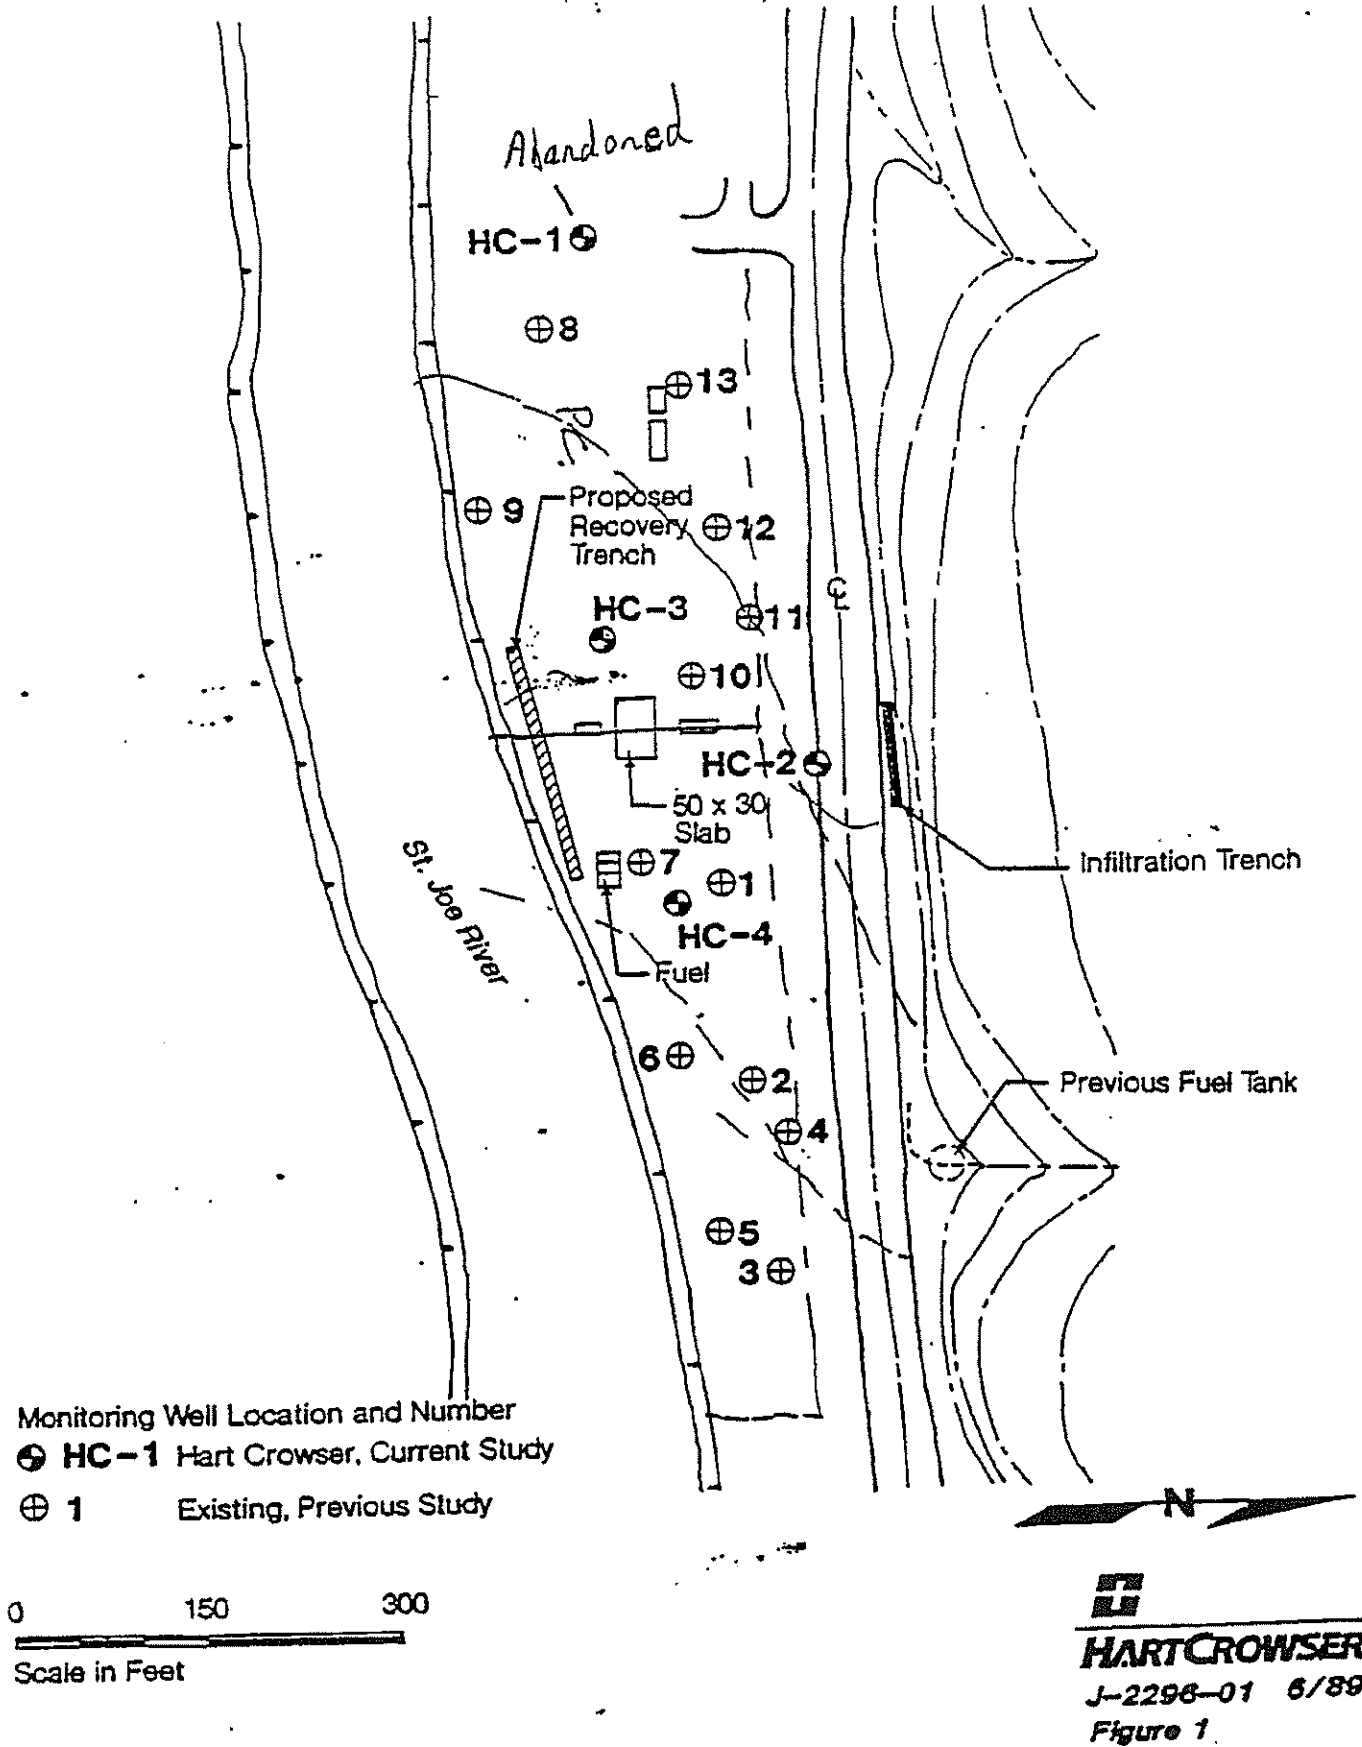 Abandoned
HC-1
8
13
Proposed
Recovery
Trench
9
12
HC-3
11
℄
10
HC-2
50 x 30
Slab
7
1
Infiltration Trench
St. Joe River
HC-4
Fuel
6
2
Previous Fuel Tank
4
5
3
Monitoring Well Location and Number
HC-1 Hart Crowser, Current Study
1 Existing, Previous Study
N
0 150 300
Scale in Feet
HARTCROWSER
J-2296-01 6/89
Figure 1